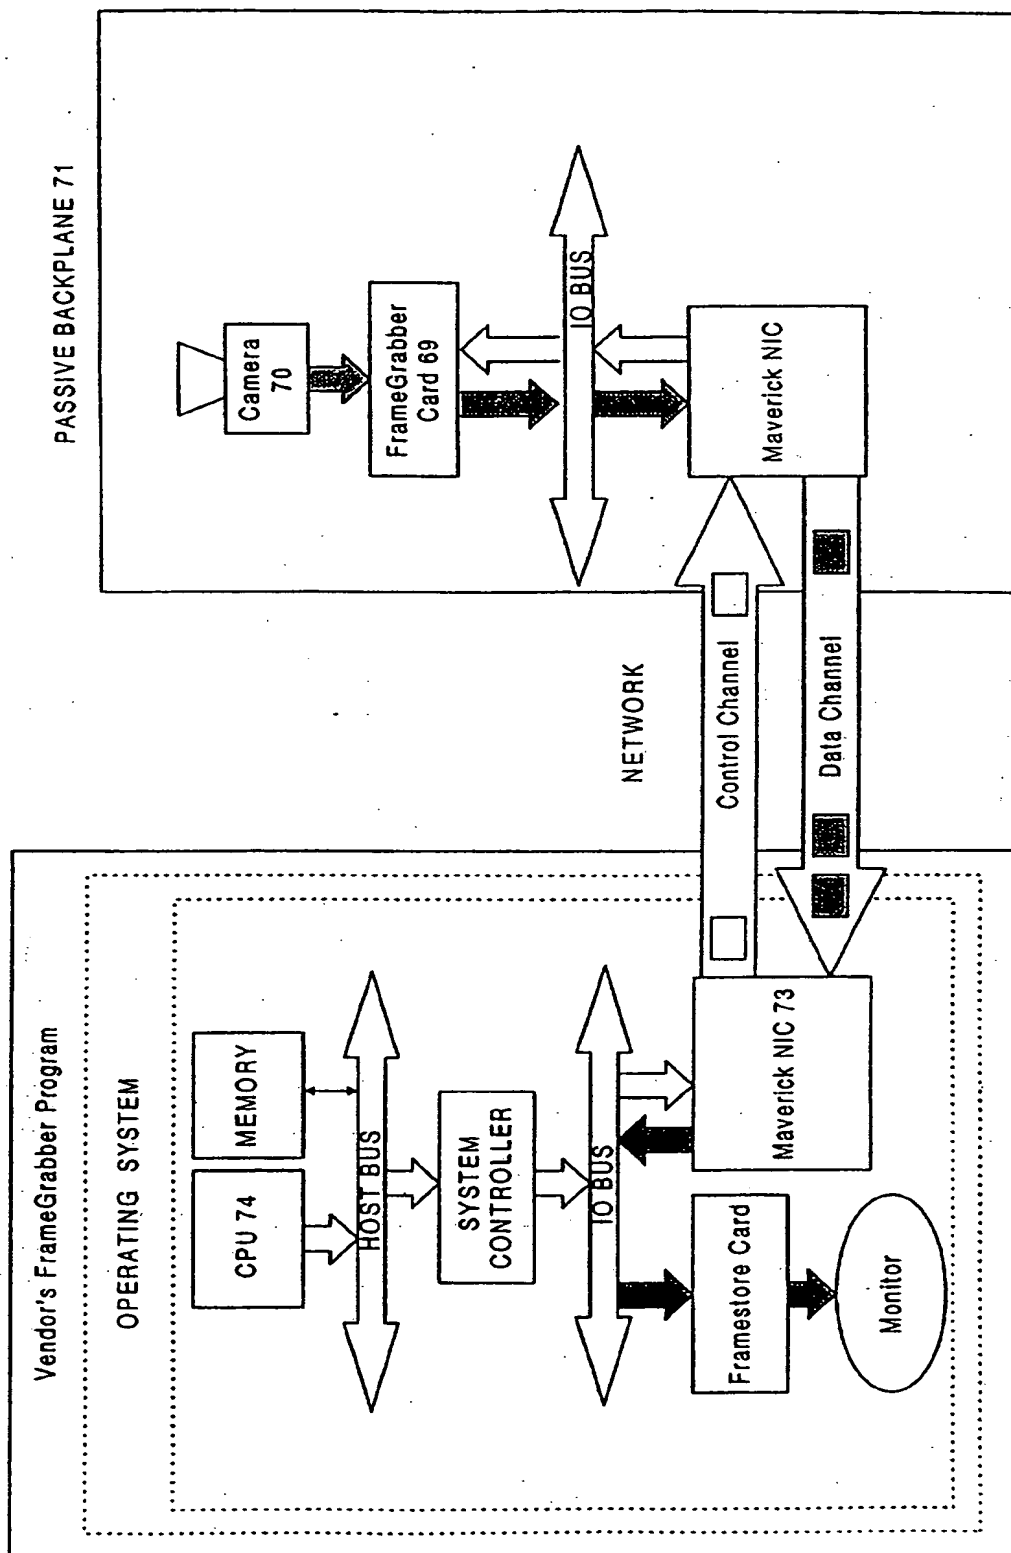 Vendor's FrameGrabber Program
OPERATING SYSTEM
CPU 74
MEMORY
HOST BUS
SYSTEM
CONTROLLER
IO BUS
Framestore Card
Maverick NIC 73
Monitor
NETWORK
Control Channel
Data Channel
PASSIVE BACKPLANE 71
Camera
70
FrameGrabber
Card 69
IO BUS
Maverick NIC